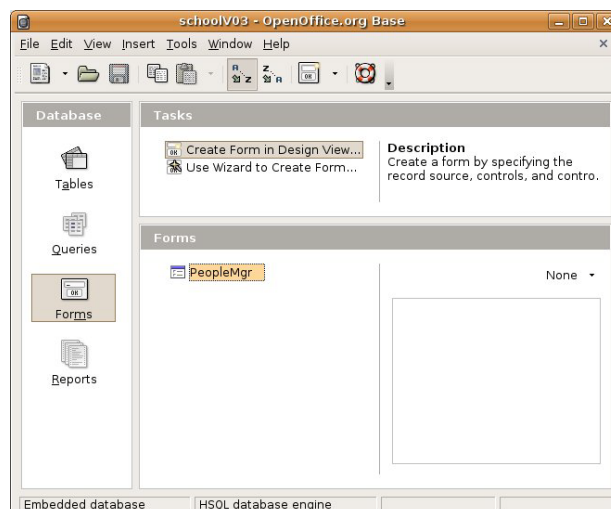 schoolV03 - OpenOffice.org Base
File Edit View Insert Tools Window Help
Database
Tasks
Tables
Queries
Forms
Reports
Create Form in Design View...
Use Wizard to Create Form...
Description
Create a form by specifying the
record source, controls, and contro.
Forms
PeopleMgr
None
Embedded database
HSQL database engine